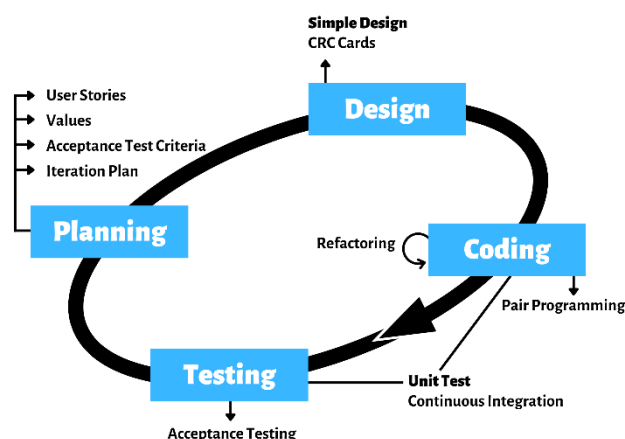 Simple Design
CRC Cards
Design
User Stories
Values
Acceptance Test Criteria
Iteration Plan
Planning
Refactoring
Coding
Pair Programming
Testing
Unit Test
Continuous Integration
Acceptance Testing